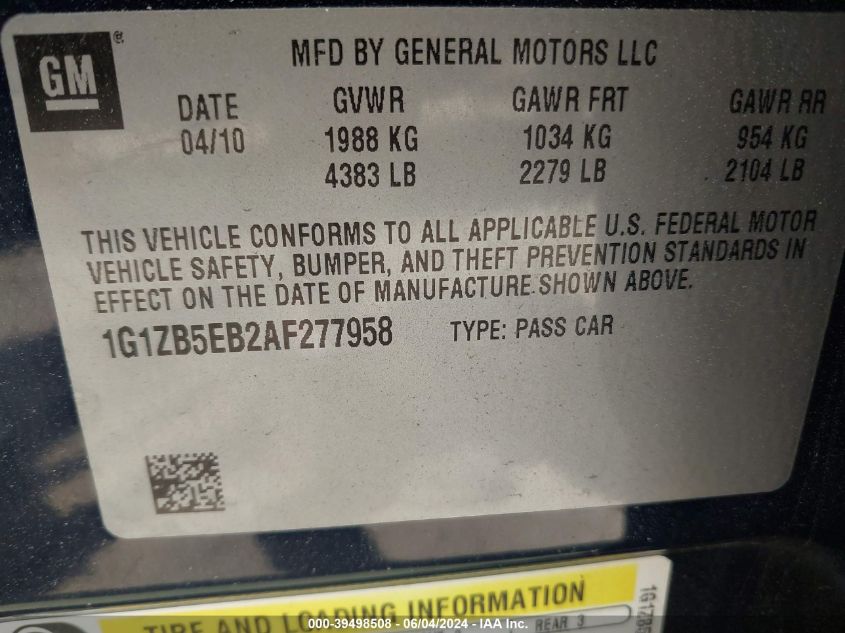 GM ®
MFD BY GENERAL MOTORS LLC
DATE GVWR GAWR FRT GAWR RR
04/10 1988 KG 1034 KG 954 KG
4383 LB 2279 LB 2104 LB
THIS VEHICLE CONFORMS TO ALL APPLICABLE U.S. FEDERAL MOTOR
VEHICLE SAFETY, BUMPER, AND THEFT PREVENTION STANDARDS IN
EFFECT ON THE DATE OF MANUFACTURE SHOWN ABOVE.
1G1ZB5EB2AF277958 TYPE: PASS CAR
TIRE AND LOADING INFORMATION
REAR 3
1G1ZB5
000-39498508 - 06/04/2024 - IAA Inc.